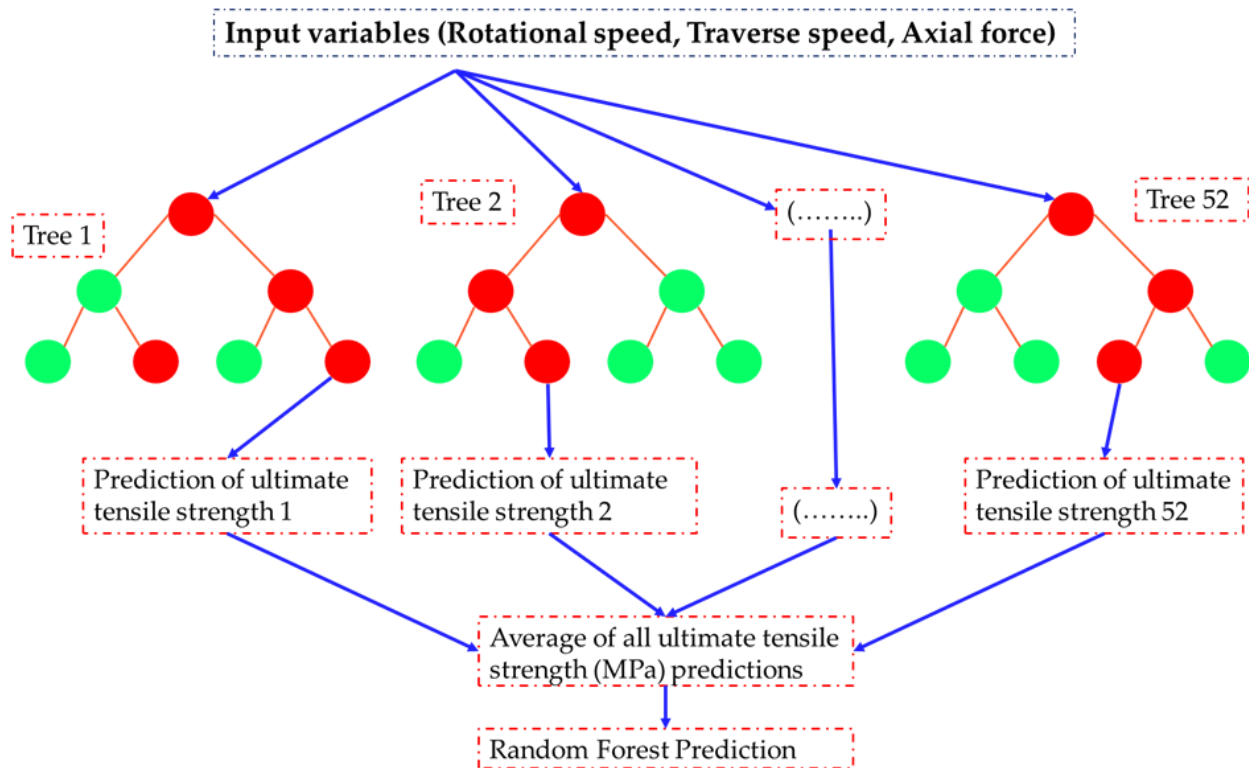 Input variables (Rotational speed, Traverse speed, Axial force)
Tree 1
Tree 2
(........)
Tree 52
Prediction of ultimate
tensile strength 1
Prediction of ultimate
tensile strength 2
(........)
Prediction of ultimate
tensile strength 52
Average of all ultimate tensile
strength (MPa) predictions
Random Forest Prediction